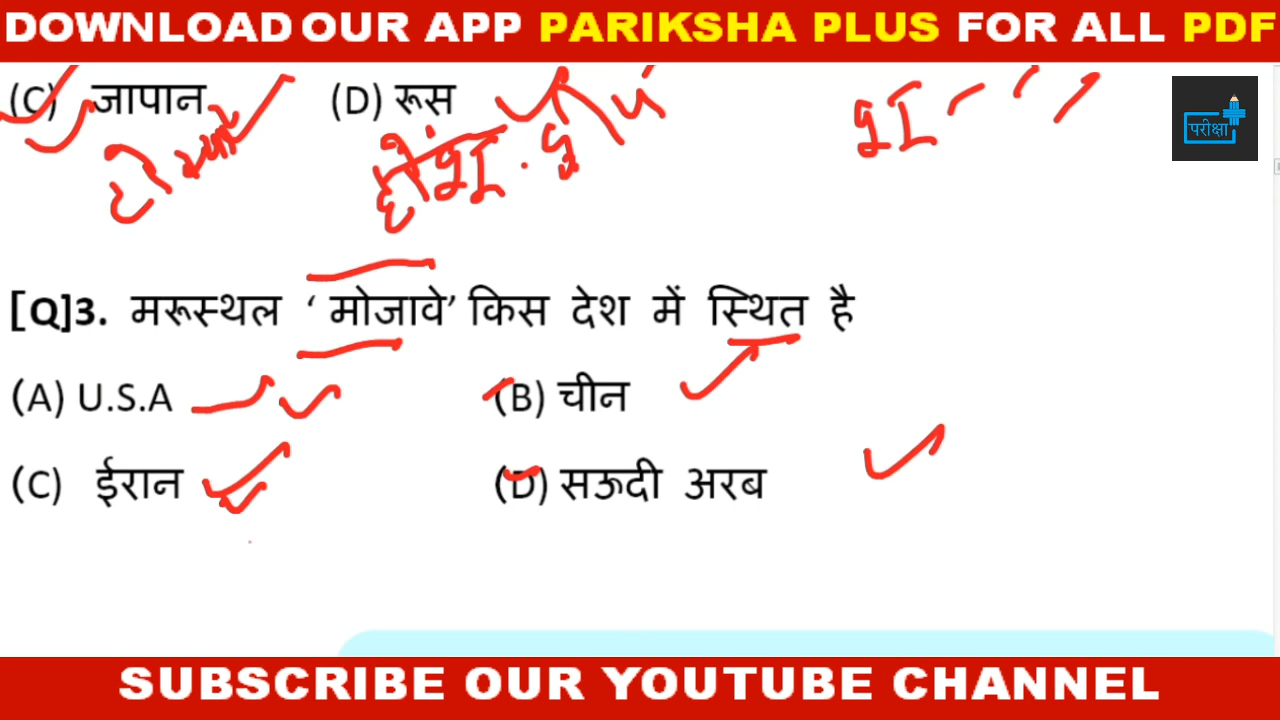 DOWNLOAD OUR APP PARIKSHA PLUS FOR ALL PDF
(C) जापान (D) रूस
परीक्षा
[Q]3. मरूस्थल ‘ मोजावे’ किस देश में स्थित है
(A) U.S.A (B) चीन
(C) ईरान (D) सऊदी अरब
SUBSCRIBE OUR YOUTUBE CHANNEL